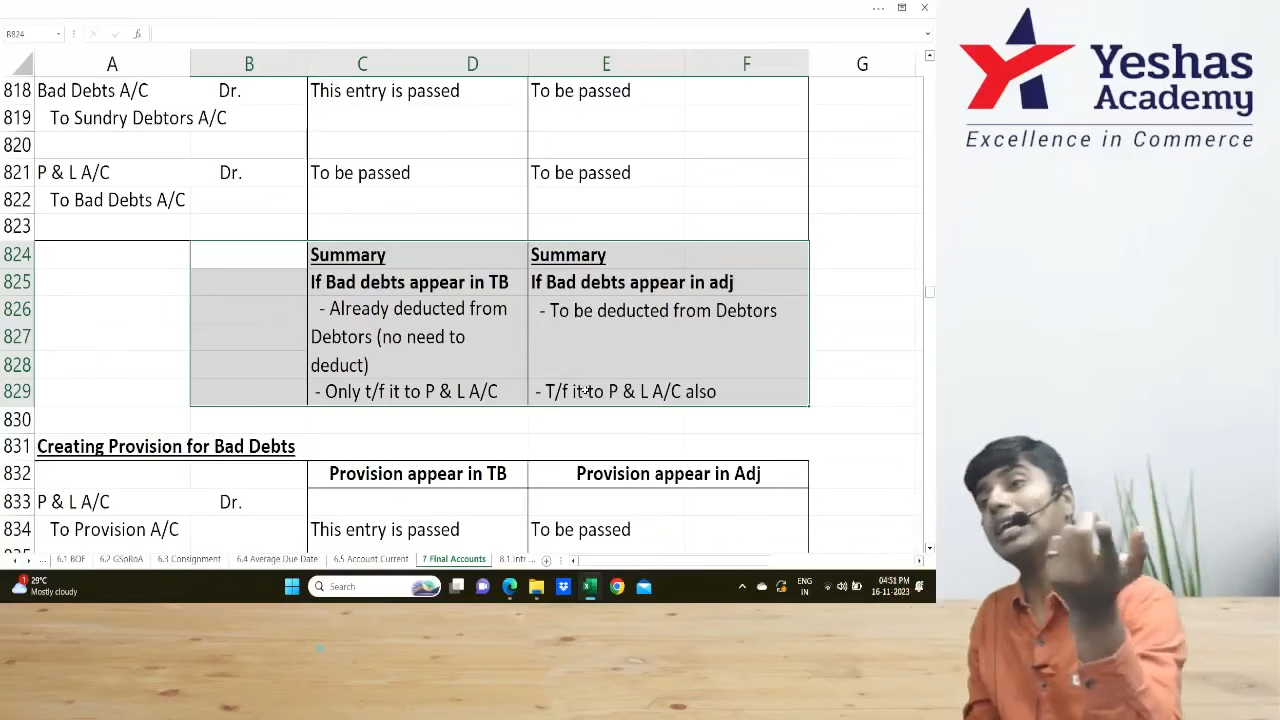 B824
fx
A B C D E F G
818 Bad Debts A/C Dr. This entry is passed To be passed
819 To Sundry Debtors A/C
820
821 P & L A/C Dr. To be passed To be passed
822 To Bad Debts A/C
823
824 Summary Summary
825 If Bad debts appear in TB If Bad debts appear in adj
826 - Already deducted from - To be deducted from Debtors
827 Debtors (no need to
828 deduct)
829 - Only t/f it to P & L A/C - T/f it to P & L A/C also
830
831 Creating Provision for Bad Debts
832 Provision appear in TB Provision appear in Adj
833 P & L A/C Dr.
834 To Provision A/C This entry is passed To be passed
6.1 BOE 6.2 GSoRoA 6.3 Consignment 6.4 Average Due Date 6.5 Account Current 7 Final Accounts 8.1 Intr
1
29°C
Mostly cloudy
Search
ENG
IN
04:51 PM
16-11-2023
Yeshas
Academy
Excellence in Commerce